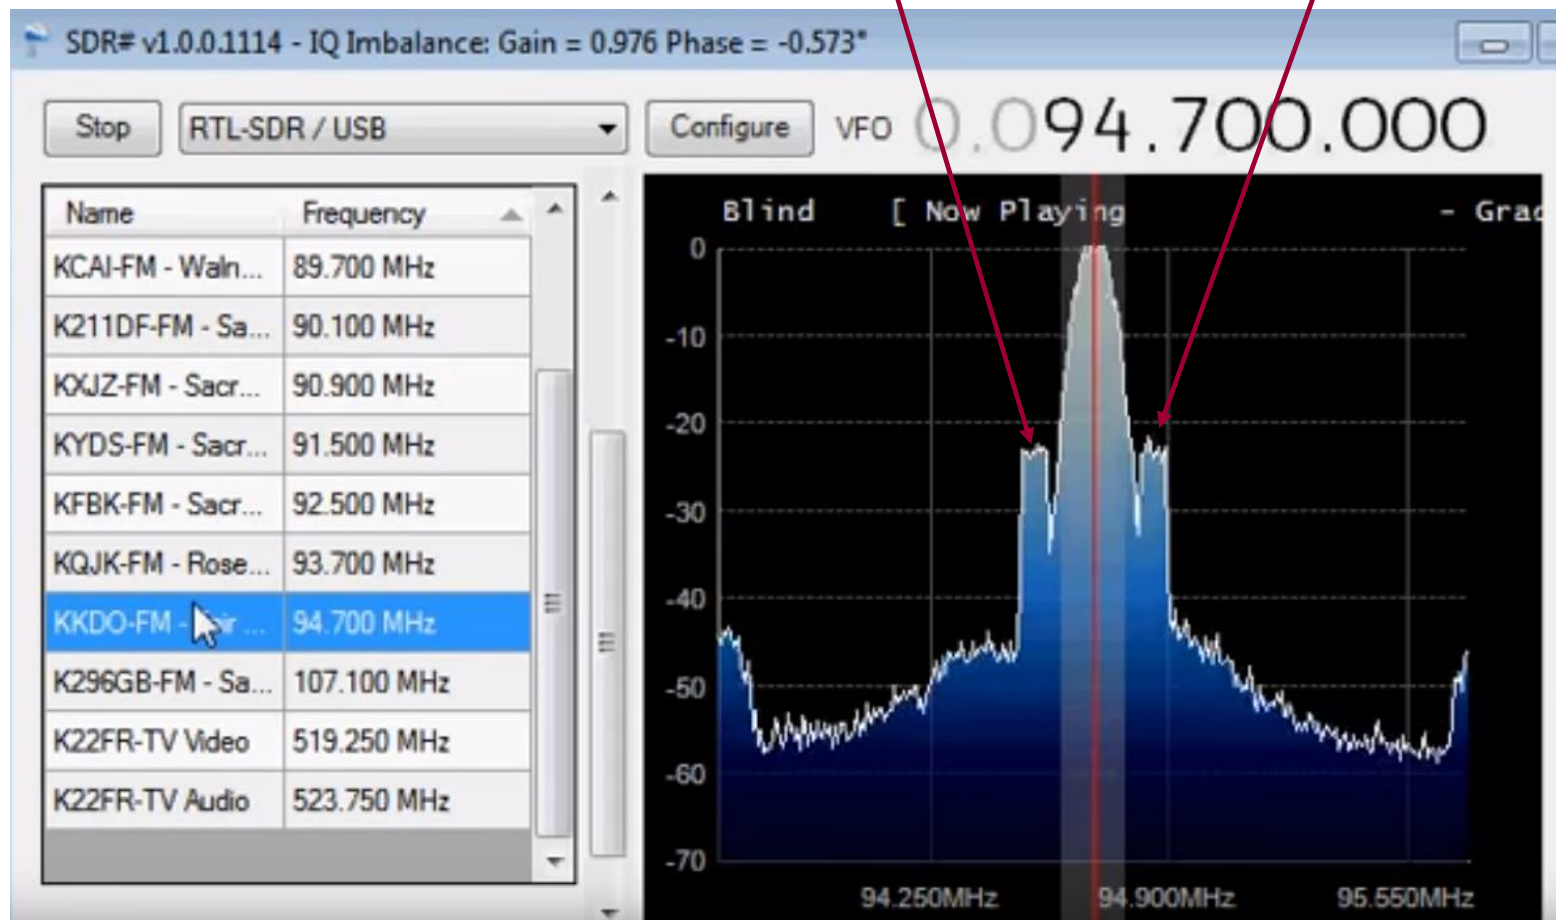 SDR# v1.0.0.1114 - IQ Imbalance: Gain = 0.976 Phase = -0.573°
Stop RTL-SDR / USB Configure VFO 0.094.700.000
Name Frequency
KCAI-FM - Waln... 89.700 MHz
K211DF-FM - Sa... 90.100 MHz
KXJZ-FM - Sacr... 90.900 MHz
KYDS-FM - Sacr... 91.500 MHz
KFBK-FM - Sacr... 92.500 MHz
KQJK-FM - Rose... 93.700 MHz
KKDO-FM - 94.700 MHz
K296GB-FM - Sa... 107.100 MHz
K22FR-TV Video 519.250 MHz
K22FR-TV Audio 523.750 MHz
Blind [ Now Playing - Grad
0
-10
-20
-30
-40
-50
-60
-70
94.250MHz 94.900MHz 95.550MHz